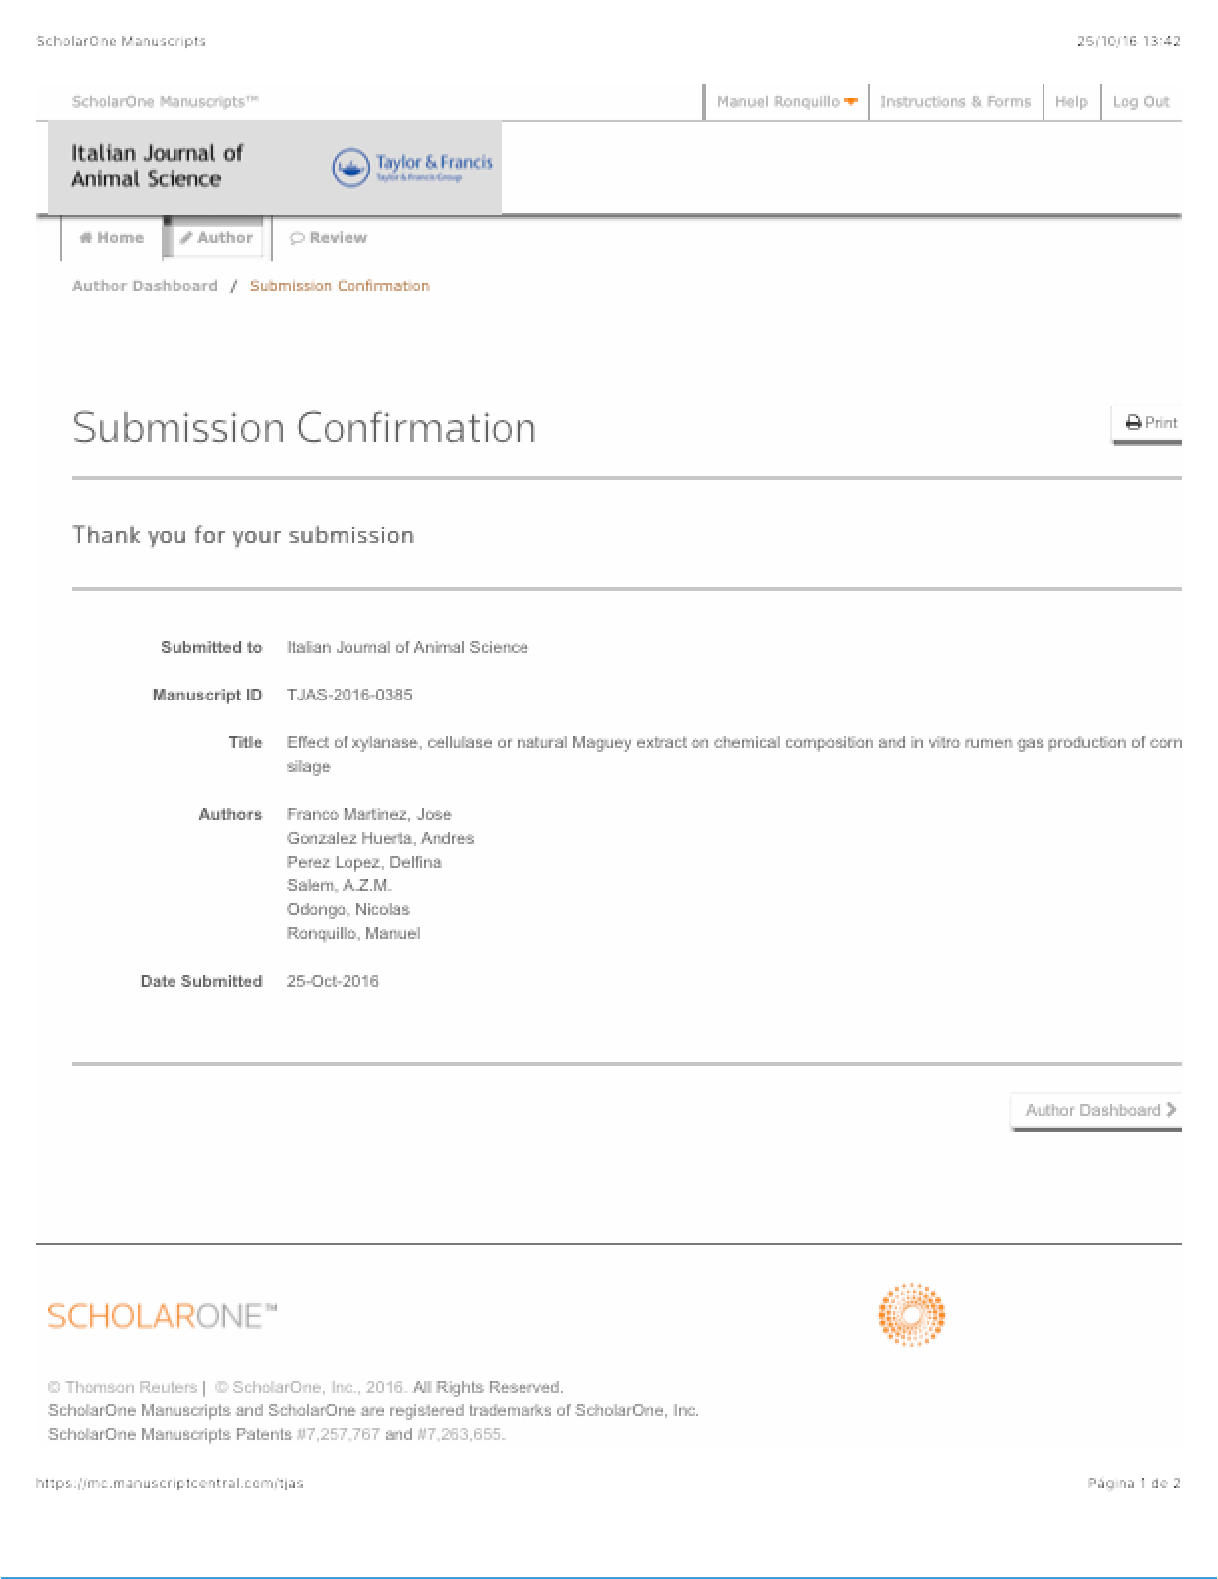 ScholarOne Manuscripts 25/10/16 13:42
ScholarOne Manuscripts™ Manuel Ronquillo Instructions & Forms Help Log Out
Italian Journal of
Animal Science
Taylor & Francis
Taylor & Francis Group
Home Author Review
Author Dashboard / Submission Confirmation
Submission Confirmation
Print
Thank you for your submission
Submitted to Italian Journal of Animal Science
Manuscript ID TJAS-2016-0385
Title Effect of xylanase, cellulase or natural Maguey extract on chemical composition and in vitro rumen gas production of corn
silage
Authors Franco Martinez, Jose
Gonzalez Huerta, Andres
Perez Lopez, Delfina
Salem, A.Z.M.
Odongo, Nicolas
Ronquillo, Manuel
Date Submitted 25-Oct-2016
Author Dashboard
SCHOLARONE™
© Thomson Reuters | © ScholarOne, Inc., 2016. All Rights Reserved.
ScholarOne Manuscripts and ScholarOne are registered trademarks of ScholarOne, Inc.
ScholarOne Manuscripts Patents #7,257,767 and #7,263,655.
https://mc.manuscriptcentral.com/tjas Página 1 de 2